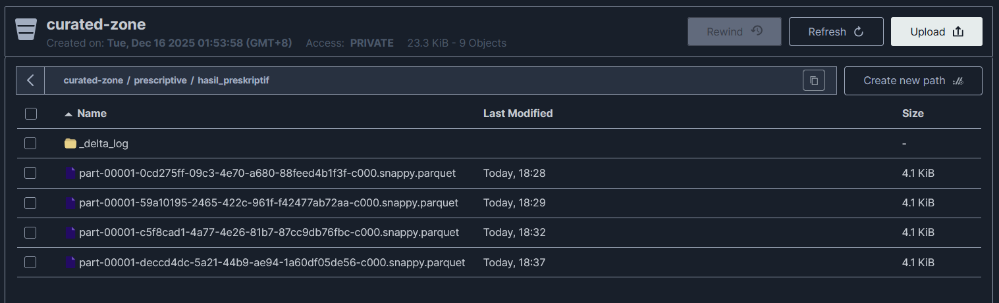 curated-zone
Created on: Tue, Dec 16 2025 01:53:58 (GMT+8) Access: PRIVATE 23.3 KiB - 9 Objects
Rewind
Refresh
Upload
curated-zone / prescriptive / hasil_preskriptif
Create new path
Name Last Modified Size
_delta_log -
part-00001-0cd275ff-09c3-4e70-a680-88feed4b1f3f-c000.snappy.parquet Today, 18:28 4.1 KiB
part-00001-59a10195-2465-422c-961f-f42477ab72aa-c000.snappy.parquet Today, 18:29 4.1 KiB
part-00001-c5f8cad1-4a77-4e26-81b7-87cc9db76fbc-c000.snappy.parquet Today, 18:32 4.1 KiB
part-00001-deccd4dc-5a21-44b9-ae94-1a60df05de56-c000.snappy.parquet Today, 18:37 4.1 KiB